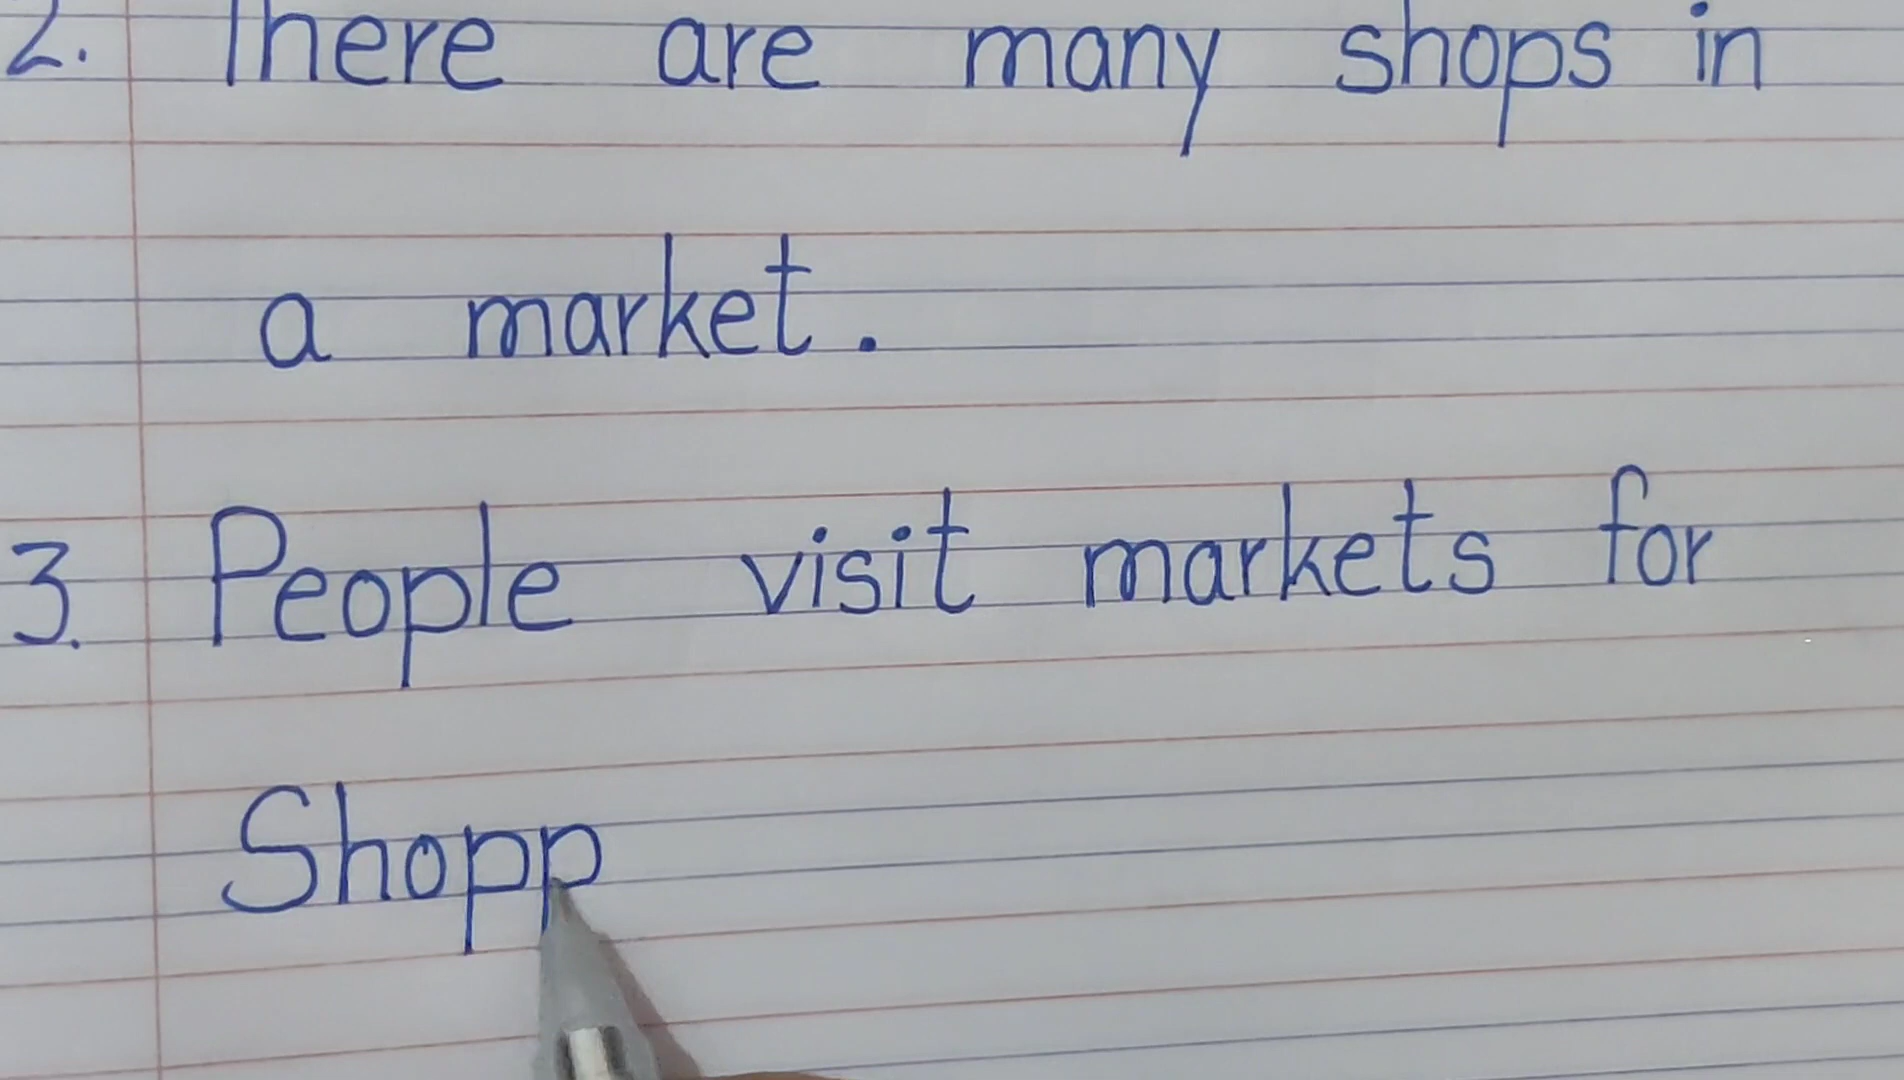 2. There are many shops in
a market.
3. People visit markets for
Shopp